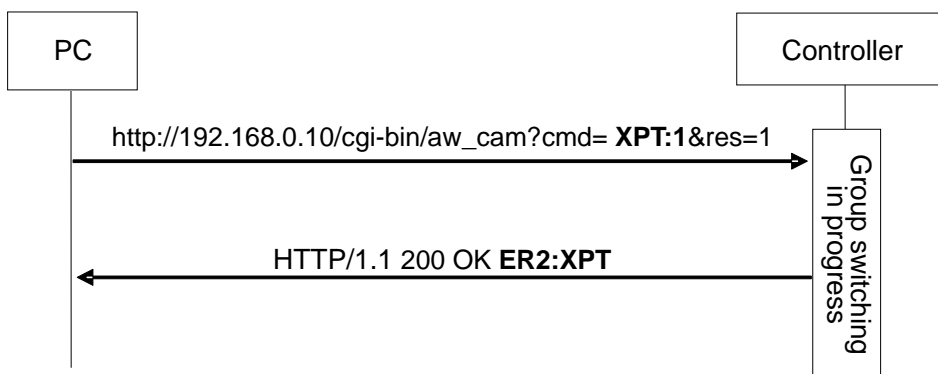 PC
Controller
http://192.168.0.10/cgi-bin/aw_cam?cmd= XPT:1&res=1
HTTP/1.1 200 OK ER2:XPT
Group switching
in progress